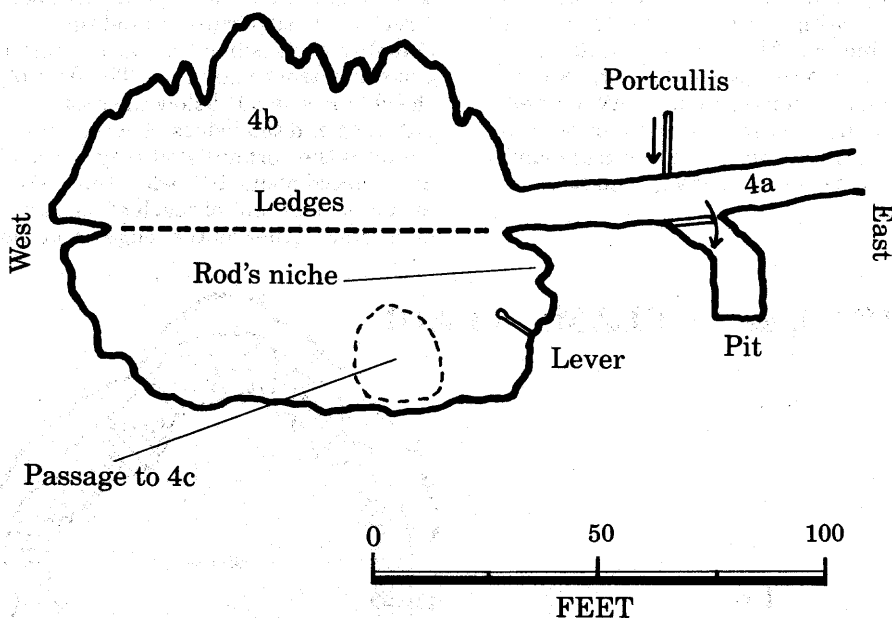 Portcullis
4b
4a
Ledges
West
East
Rod's niche
Lever
Pit
Passage to 4c
0
50
100
FEET